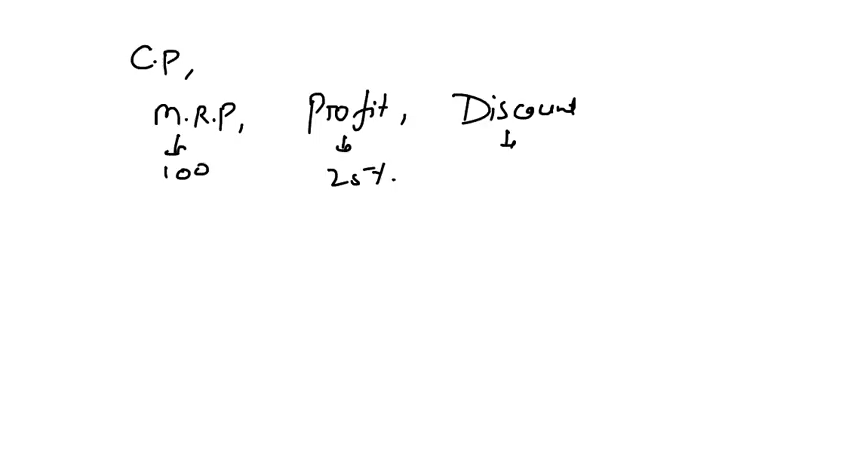 C.P,
M.R.P, Profit, Discount
↓ ↓ ↓
100 25%.